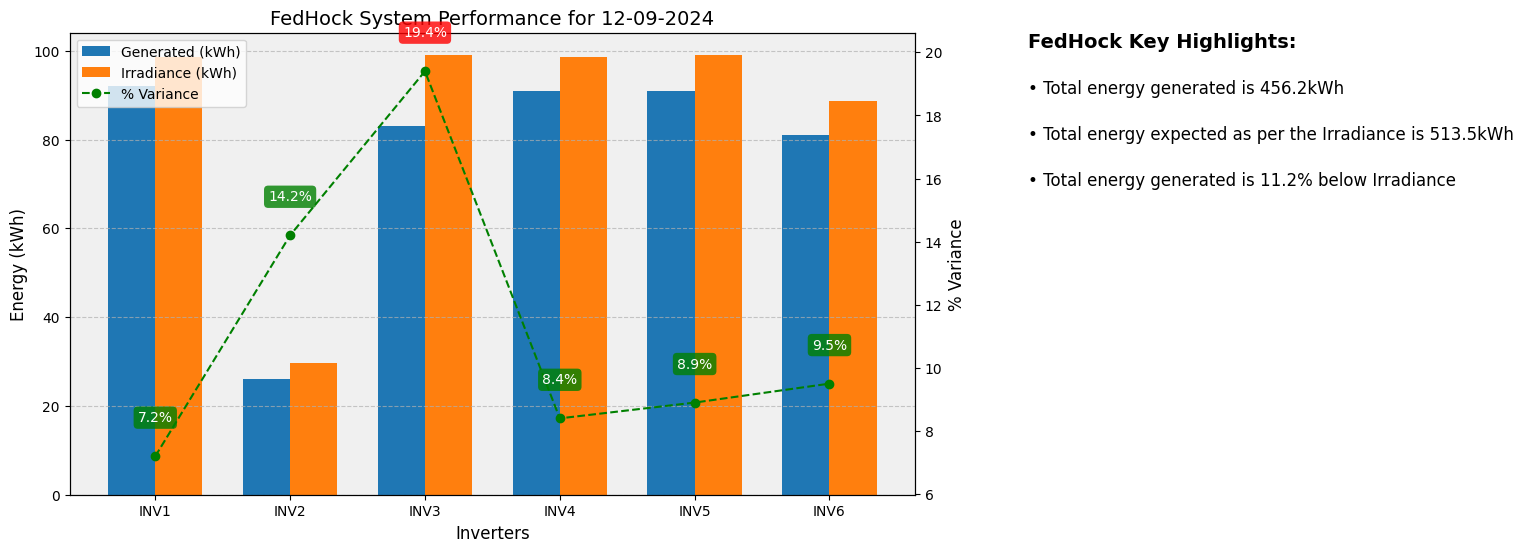 FedHock System Performance for 12-09-2024
Generated (kWh)
Irradiance (kWh)
% Variance
Energy (kWh)
100
80
60
40
20
0
7.2%
14.2%
19.4%
8.4%
8.9%
9.5%
INV1 INV2 INV3 INV4 INV5 INV6
Inverters
20
18
16
14
12
10
8
6
% Variance
FedHock Key Highlights:
• Total energy generated is 456.2kWh
• Total energy expected as per the Irradiance is 513.5kWh
• Total energy generated is 11.2% below Irradiance